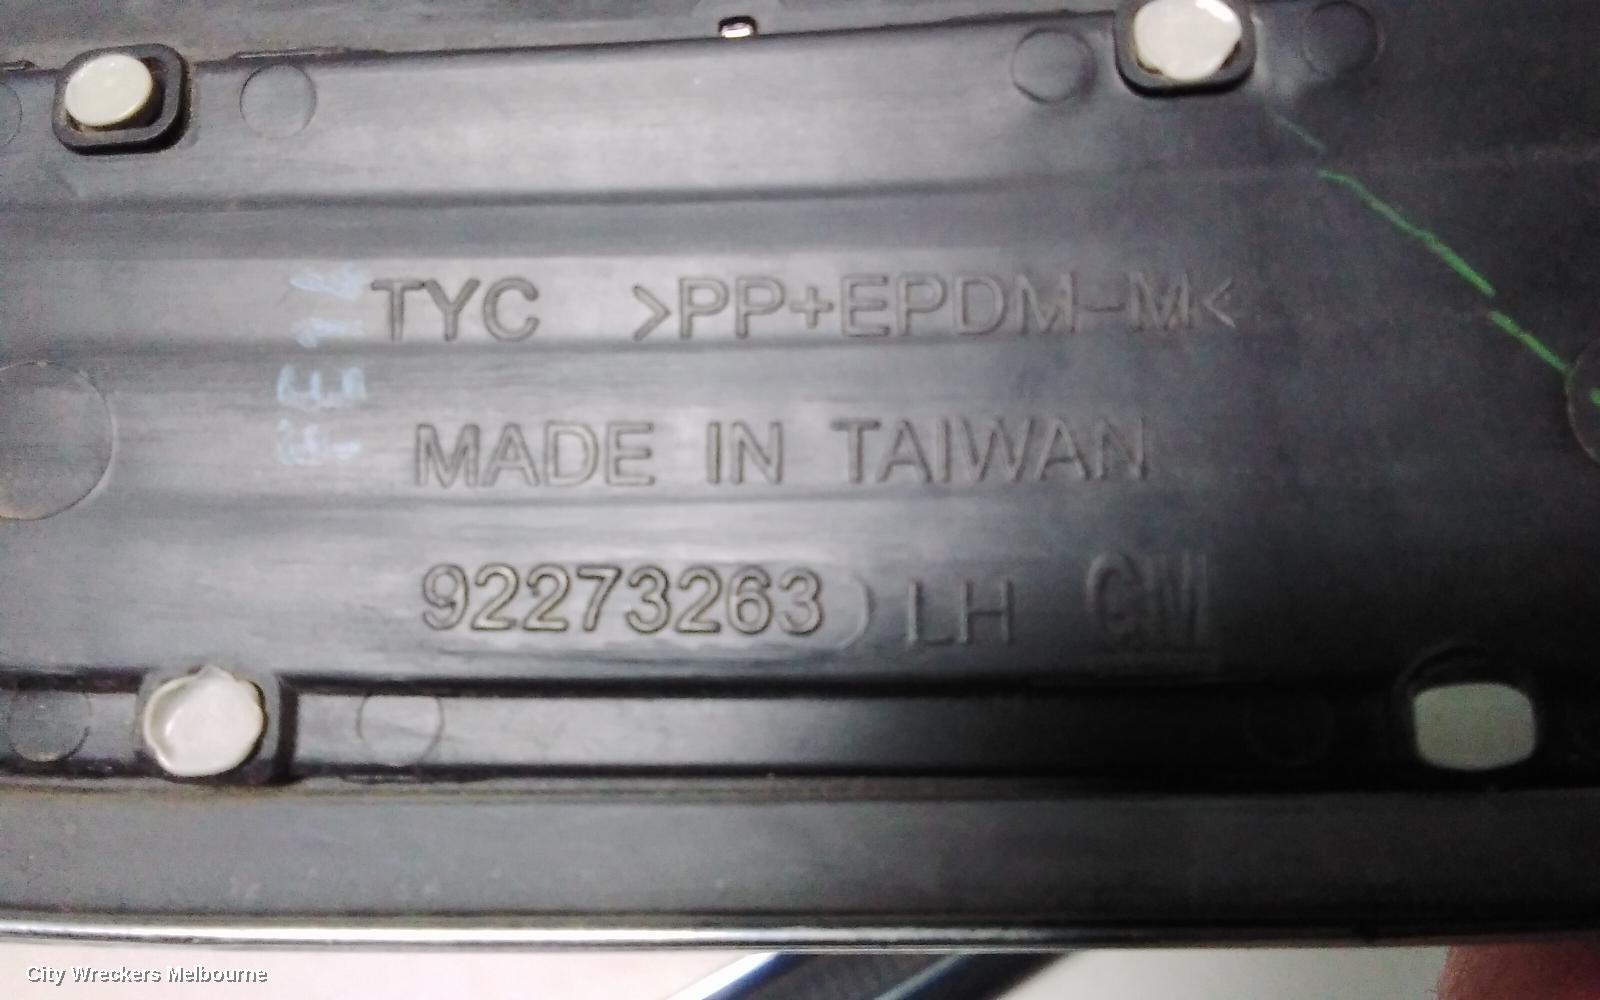 TYC >PP+EPDM-M<
MADE IN TAIWAN
92273263 LH GM
City Wreckers Melbourne